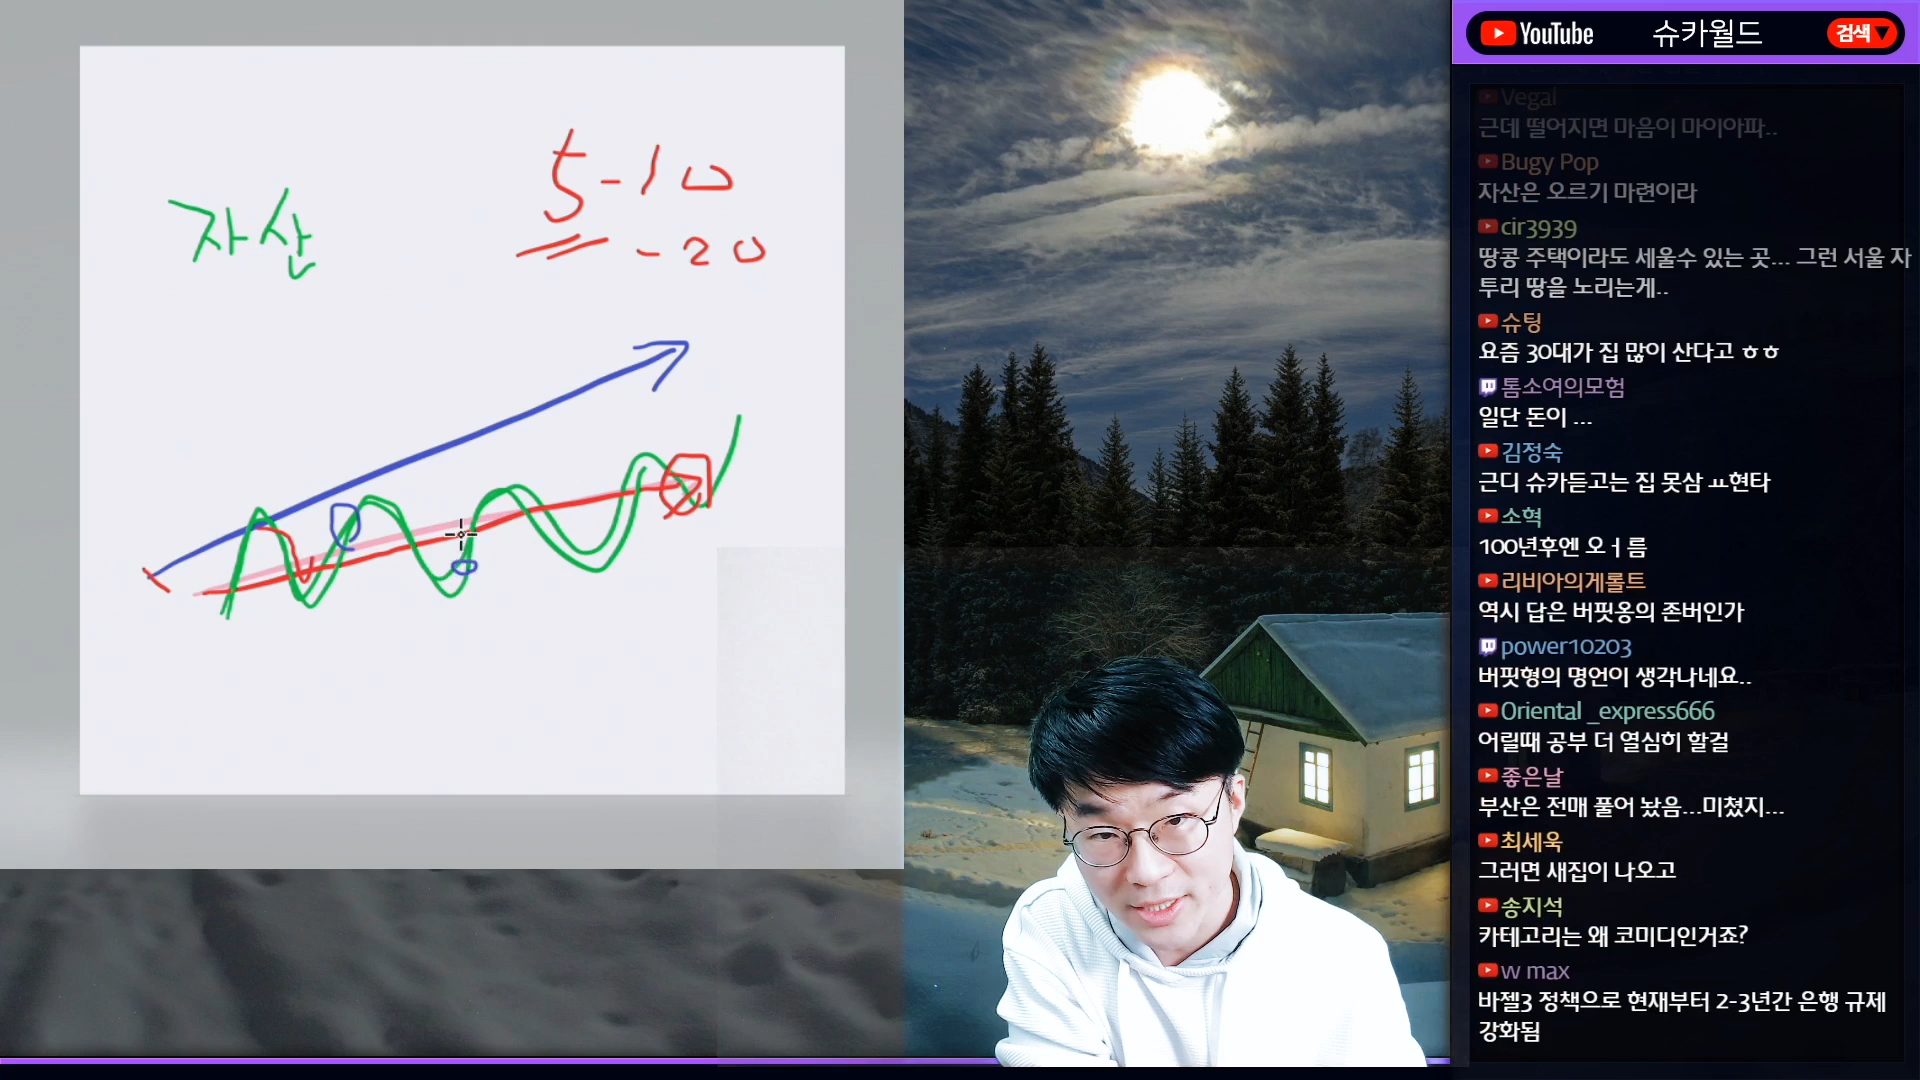 자산
5-10
-20
YouTube
슈카월드
검색▼
Vegal
근데 떨어지면 마음이 마이아파..
Bugy Pop
자산은 오르기 마련이라
cir3939
땅콩 주택이라도 세울수 있는 곳... 그런 서울 자
투리 땅을 노리는게..
슈팅
요즘 30대가 집 많이 산다고 ㅎㅎ
톰소여의모험
일단 돈이 ...
김정숙
근디 슈카듣고는 집 못삼 ㅛ현타
소혁
100년후엔 오ㅓ름
리비아의게롤트
역시 답은 버핏옹의 존버인가
power10203
버핏형의 명언이 생각나네요..
Oriental _express666
어릴때 공부 더 열심히 할걸
좋은날
부산은 전매 풀어 놨음...미쳤지...
최세욱
그러면 새집이 나오고
송지석
카테고리는 왜 코미디인거죠?
w max
바젤3 정책으로 현재부터 2-3년간 은행 규제
강화됨